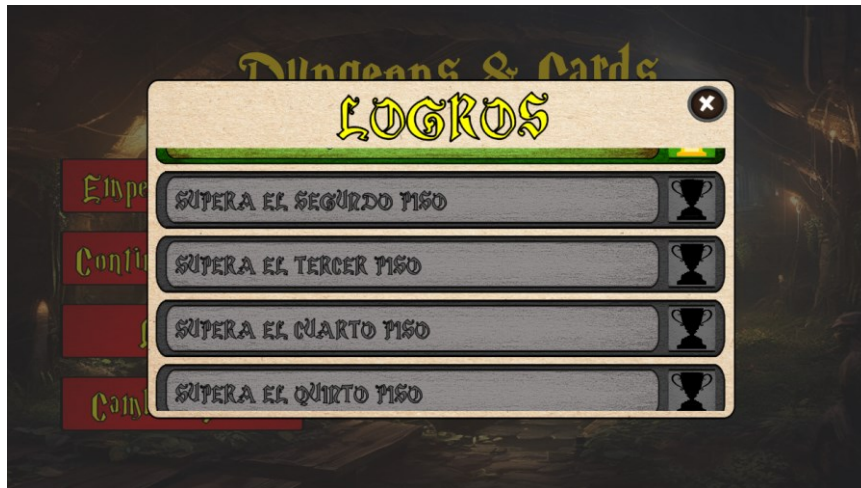 Dungeons & Cards
LOGROS
SUPERA EL SEGUNDO PISO
SUPERA EL TERCER PISO
SUPERA EL CUARTO PISO
SUPERA EL QUINTO PISO